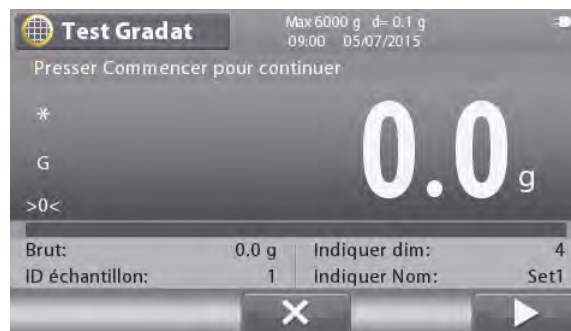 Test Gradat
Max 6000 g d= 0.1 g
09:00 05/07/2015
Presser Commencer pour continuer
*
G
>0<
0.0 g
Brut: 0.0 g
Indiquer dim: 4
ID échantillon: 1
Indiquer Nom: Set1